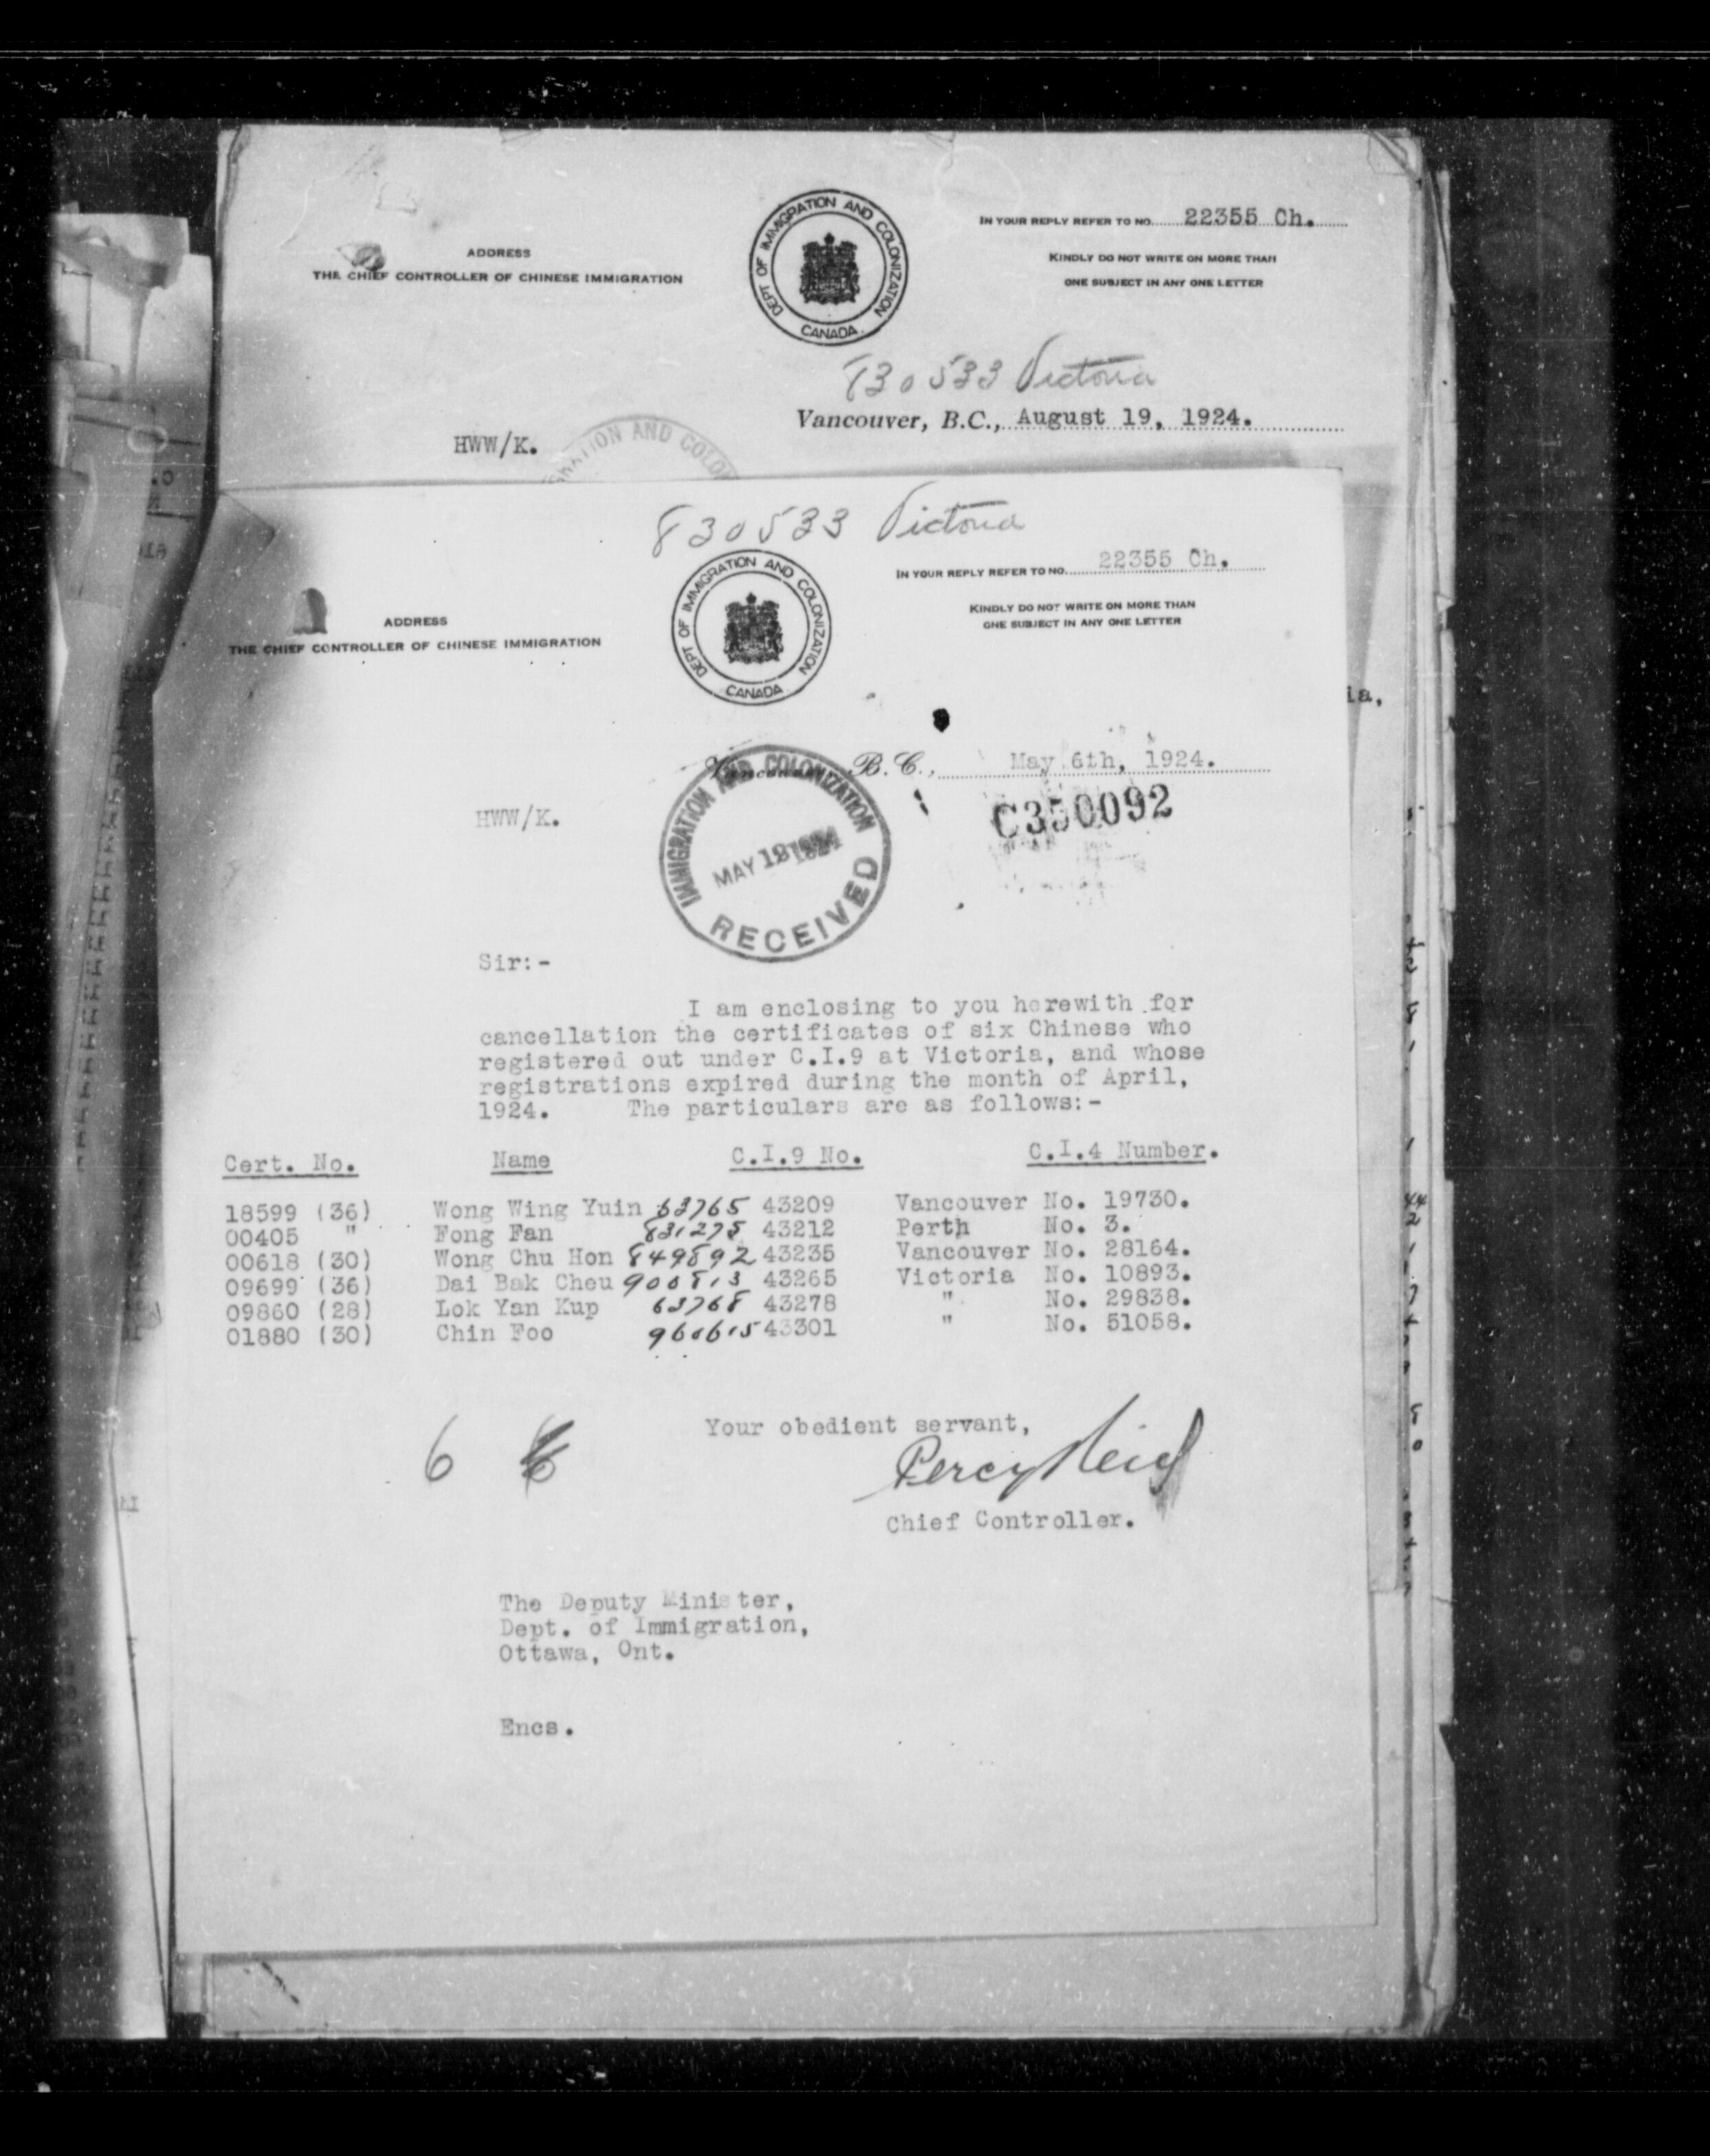 ADDRESS
THE CHIEF CONTROLLER OF CHINESE IMMIGRATION
DEPT OF IMMIGRATION AND COLONIZATION
CANADA
IN YOUR REPLY REFER TO NO. 22355 Ch.
KINDLY DO NOT WRITE ON MORE THAN
ONE SUBJECT IN ANY ONE LETTER
830533 Victoria
Vancouver, B.C., August 19, 1924.
HWW/K.
830533 Victoria
IN YOUR REPLY REFER TO NO. 22355 Ch.
KINDLY DO NOT WRITE ON MORE THAN
ONE SUBJECT IN ANY ONE LETTER
ADDRESS
THE CHIEF CONTROLLER OF CHINESE IMMIGRATION
DEPT OF IMMIGRATION AND COLONIZATION
CANADA
ia,
Vancouver B.C., May 6th, 1924.
C350092
HWW/K.
IMMIGRATION AND COLONIZATION
MAY 12 1924
RECEIVED
Sir:-
I am enclosing to you herewith for
cancellation the certificates of six Chinese who
registered out under C.I.9 at Victoria, and whose
registrations expired during the month of April,
1924. The particulars are as follows:-
Cert. No. Name C.I.9 No. C.I.4 Number.
18599 (36) Wong Wing Yuin 63765 43209 Vancouver No. 19730.
00405 " Fong Fan 831275 43212 Perth No. 3.
00618 (30) Wong Chu Hon 849892 43235 Vancouver No. 28164.
09699 (36) Dai Bak Cheu 900813 43265 Victoria No. 10893.
09860 (28) Lok Yan Kup 63768 43278 " No. 29838.
01880 (30) Chin Foo 960615 43301 " No. 51058.
6
Your obedient servant,
Percy Reid
Chief Controller.
The Deputy Minister,
Dept. of Immigration,
Ottawa, Ont.
Encs.